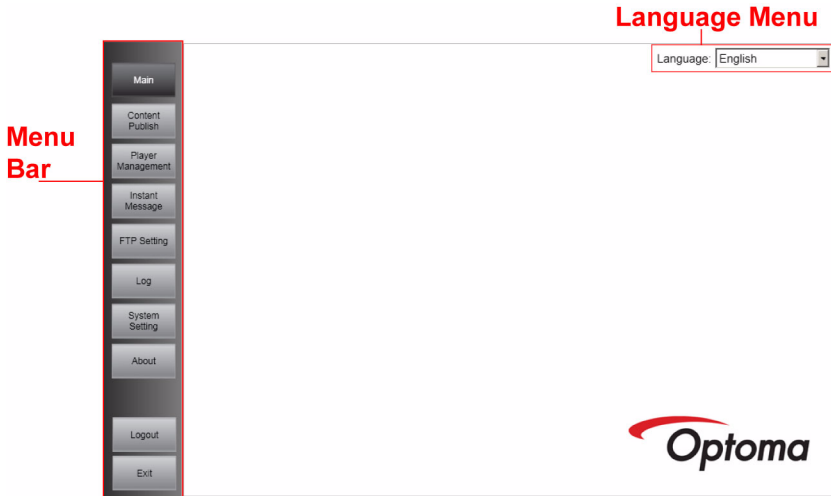 Language Menu
Language: English
Main
Content
Publish
Menu
Bar
Player
Management
Instant
Message
FTP Setting
Log
System
Setting
About
Logout
Exit
Optoma